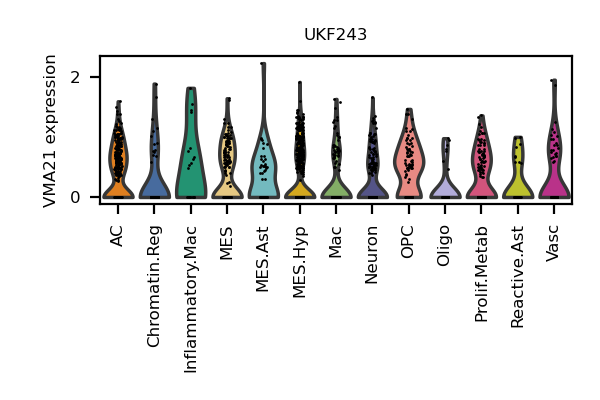 UKF243
VMA21 expression
2
0
AC
Chromatin.Reg
Inflammatory.Mac
MES
MES.Ast
MES.Hyp
Mac
Neuron
OPC
Oligo
Prolif.Metab
Reactive.Ast
Vasc